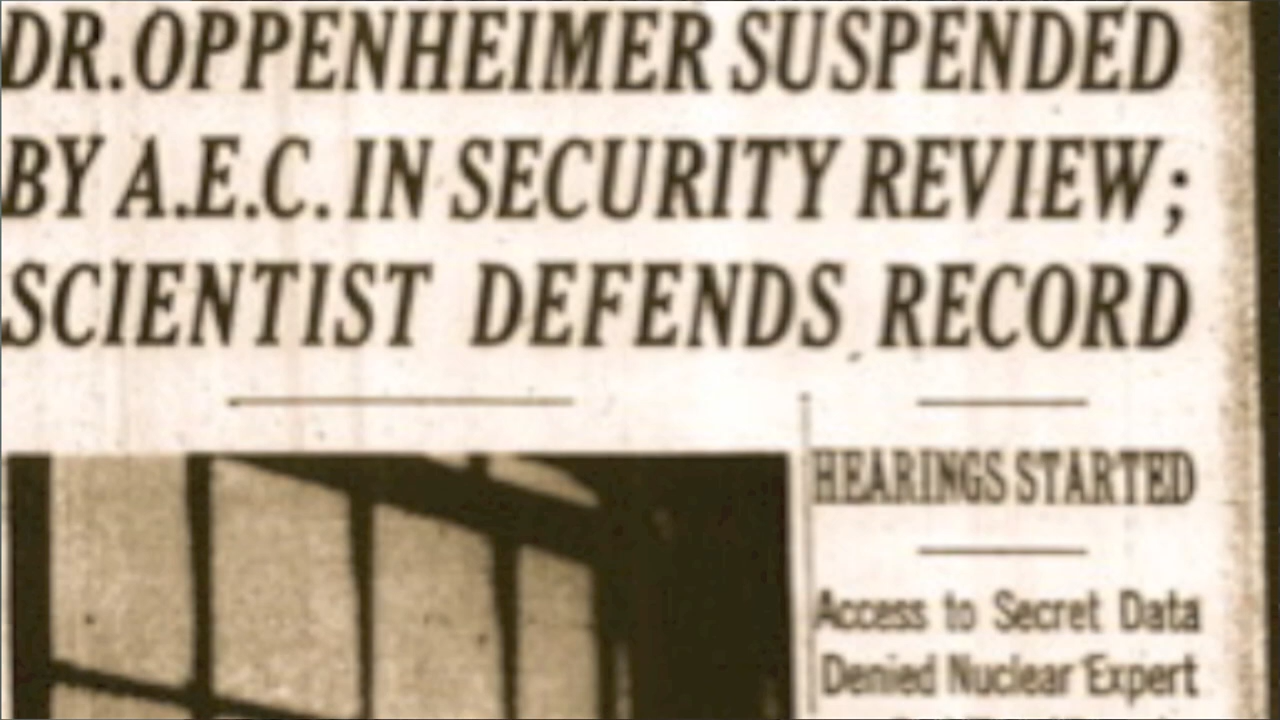 DR. OPPENHEIMER SUSPENDED
BY A.E.C. IN SECURITY REVIEW;
SCIENTIST DEFENDS RECORD
HEARINGS STARTED
Access to Secret Data
Denied Nuclear Expert